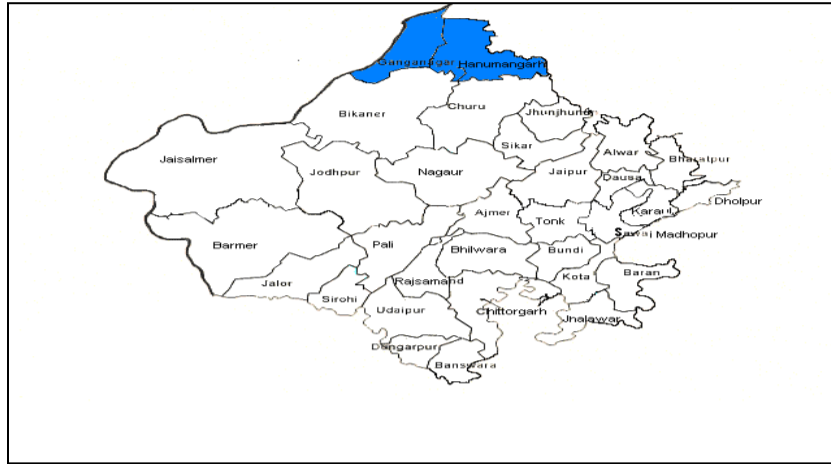 Ganganagar
Hanumangarh
Churu
Bikaner
Jhunjhunu
Sikar
Alwar
Bharatpur
Jaisalmer
Jodhpur
Nagaur
Jaipur
Dausa
Dholpur
Ajmer
Tonk
Karauli
Sawai Madhopur
Barmer
Pali
Bhilwara
Bundi
Jalor
Rajsamand
Kota
Baran
Sirohi
Udaipur
Chittorgarh
Jhalawar
Dungarpur
Banswara